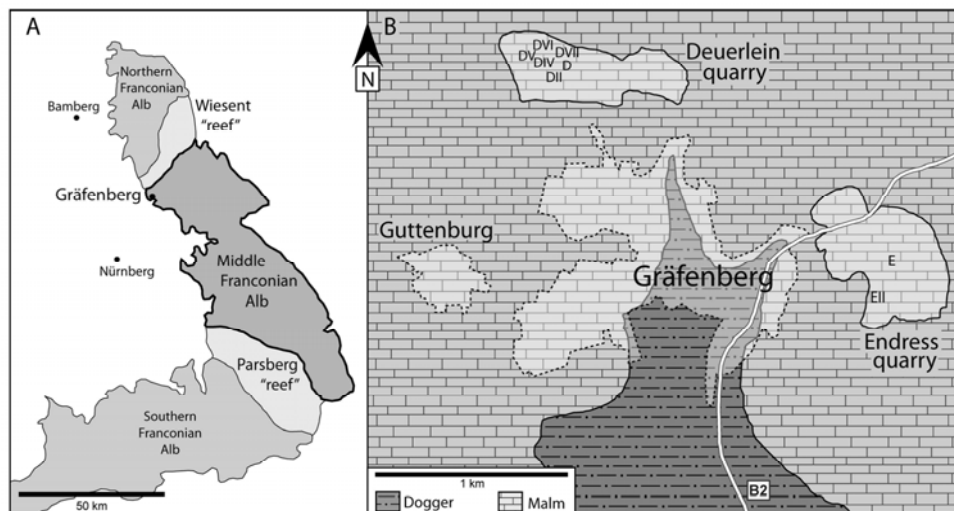 A
Northern
Franconian
Alb
Bamberg
Wiesent
"reef"
Gräfenberg
Nürnberg
Middle
Franconian
Alb
Parsberg
"reef"
Southern
Franconian
Alb
50 km
N
B
DVI
DV
DVII
DIV
D
DII
Deuerlein
quarry
Guttenburg
Gräfenberg
E
EII
Endress
quarry
1 km
B2
Dogger
Malm